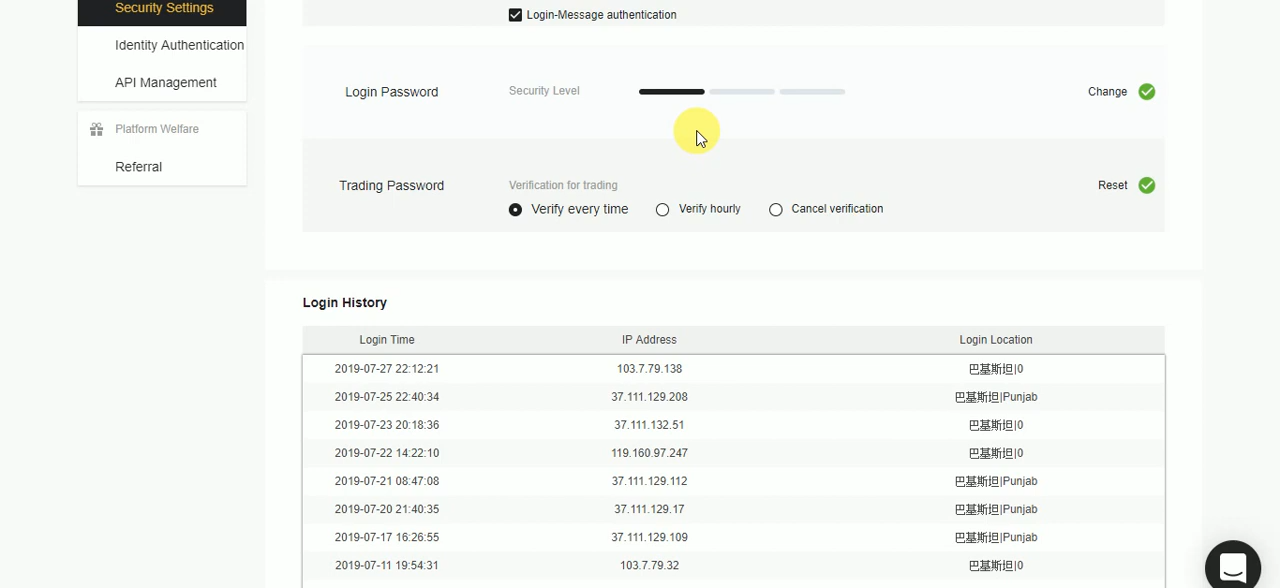 Security Settings
Identity Authentication
API Management
Platform Welfare
Referral
Login-Message authentication
Login Password
Security Level
Change
Trading Password
Verification for trading
Reset
Verify every time
Verify hourly
Cancel verification
Login History
Login Time IP Address Login Location
2019-07-27 22:12:21 103.7.79.138 巴基斯坦|0
2019-07-25 22:40:34 37.111.129.208 巴基斯坦|Punjab
2019-07-23 20:18:36 37.111.132.51 巴基斯坦|0
2019-07-22 14:22:10 119.160.97.247 巴基斯坦|0
2019-07-21 08:47:08 37.111.129.112 巴基斯坦|Punjab
2019-07-20 21:40:35 37.111.129.17 巴基斯坦|Punjab
2019-07-17 16:26:55 37.111.129.109 巴基斯坦|Punjab
2019-07-11 19:54:31 103.7.79.32 巴基斯坦|0